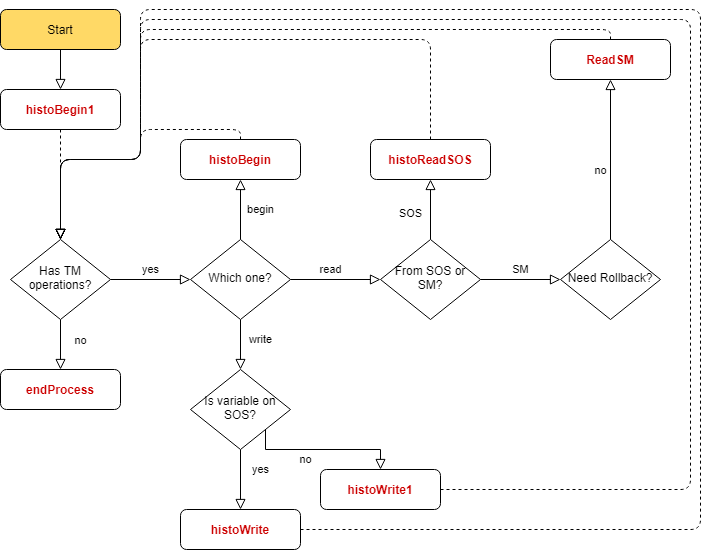 Start
ReadSM
histoBegin1
histoBegin
histoReadSOS
no
begin
SOS
Has TM
operations?
yes
Which one?
read
From SOS or
SM?
SM
Need Rollback?
no
write
endProcess
Is variable on
SOS?
no
yes
histoWrite1
histoWrite